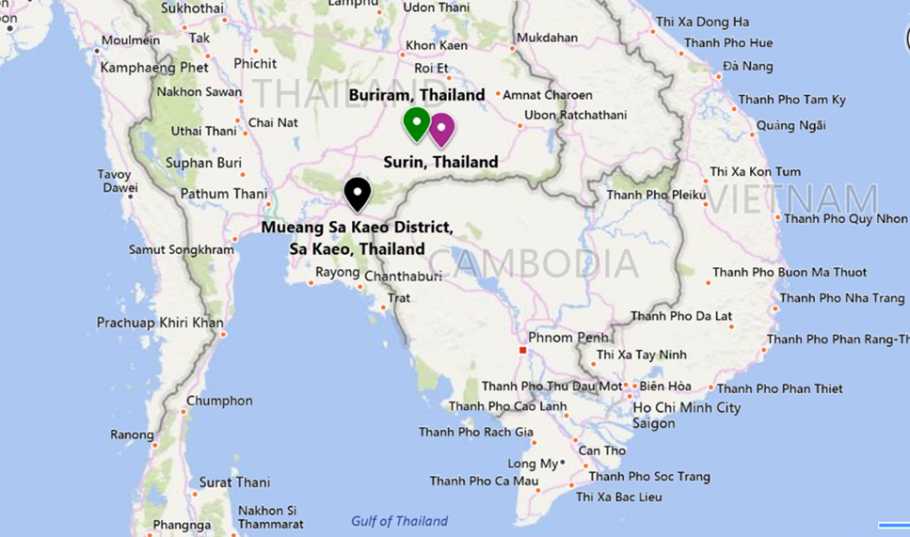 Sukhothai
Lamphu
Udon Thani
Thi Xa Dong Ha
Moulmein
Tak
Khon Kaen
Mukdahan
Thanh Pho Hue
Kamphaeng Phet
Phichit
Roi Et
Đà Nang
THAILAND
Nakhon Sawan
Buriram, Thailand
Amnat Charoen
Thanh Pho Tam Ky
Uthai Thani
Chai Nat
Ubon Ratchathani
Quảng Ngãi
Suphan Buri
Surin, Thailand
Thi Xa Kon Tum
Tavoy
Dawei
Pathum Thani
Thanh Pho Pleiku
VIETNAM
Mueang Sa Kaeo District,
Sa Kaeo, Thailand
Thanh Pho Quy Nhon
Samut Songkhram
CAMBODIA
Rayong
Chanthaburi
Thanh Pho Buon Ma Thuot
Trat
Thanh Pho Nha Trang
Prachuap Khiri Khan
Thanh Pho Da Lat
Phnom Penh
Thanh Pho Phan Rang-Th
Thi Xa Tay Ninh
Thanh Pho Thu Dau Mot
Biên Hòa
Thanh Pho Phan Thiet
Chumphon
Thanh Pho Cao Lanh
Ho Chi Minh City
Saigon
Ranong
Thanh Pho Rach Gia
Can Tho
Long My
Thanh Pho Soc Trang
Surat Thani
Thanh Pho Ca Mau
Thi Xa Bac Lieu
Nakhon Si
Thammarat
Phangnga
Gulf of Thailand